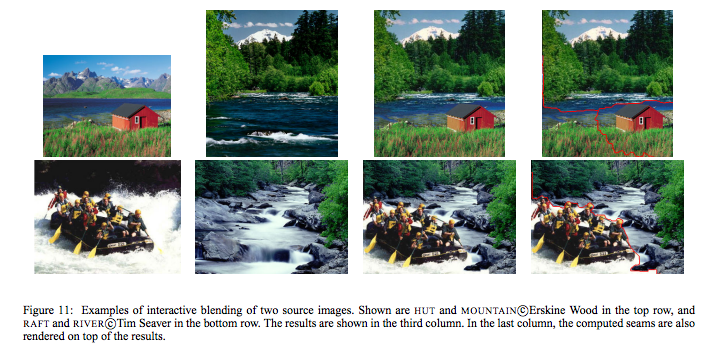 Figure 11: Examples of interactive blending of two source images. Shown are HUT and MOUNTAIN©Erskine Wood in the top row, and
RAFT and RIVER©Tim Seaver in the bottom row. The results are shown in the third column. In the last column, the computed seams are also
rendered on top of the results.